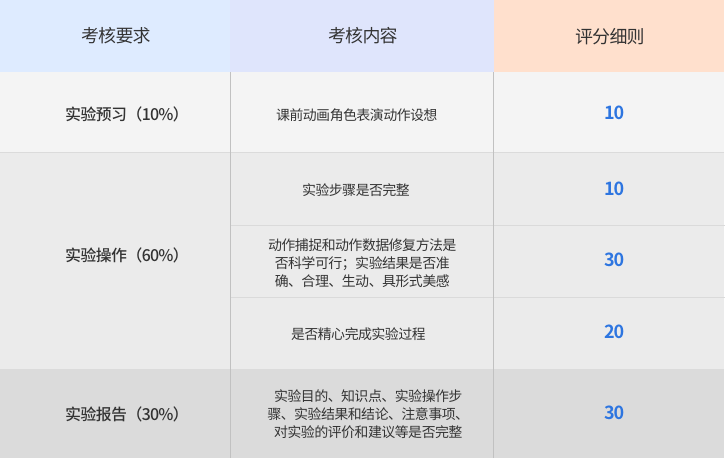 考核要求
考核内容
评分细则
实验预习（10%）
课前动画角色表演动作设想
10
实验操作（60%）
实验步骤是否完整
10
动作捕捉和动作数据修复方法是
否科学可行；实验结果是否准
确、合理、生动、具形式美感
30
是否精心完成实验过程
20
实验报告（30%）
实验目的、知识点、实验操作步
骤、实验结果和结论、注意事项、
对实验的评价和建议等是否完整
30